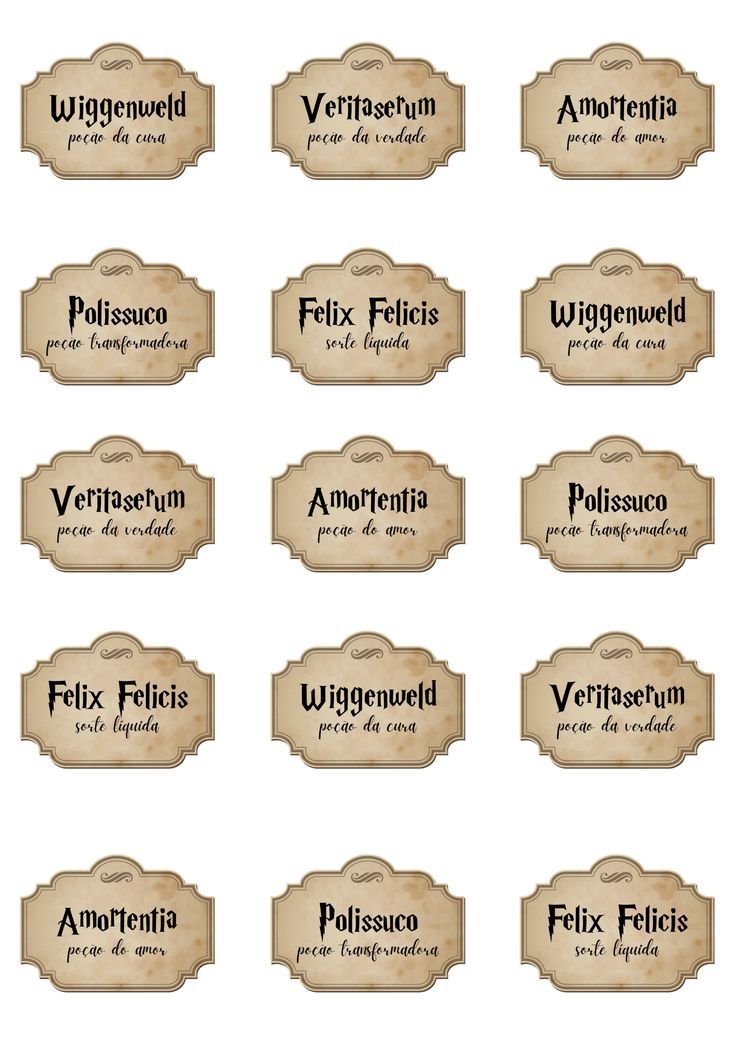 Wiggenweld
poção da cura
Veritaserum
poção da verdade
Amortentia
poção do amor
Polissuco
poção transformadora
Felix Felicis
sorte líquida
Wiggenweld
poção da cura
Veritaserum
poção da verdade
Amortentia
poção do amor
Polissuco
poção transformadora
Felix Felicis
sorte líquida
Wiggenweld
poção da cura
Veritaserum
poção da verdade
Amortentia
poção do amor
Polissuco
poção transformadora
Felix Felicis
sorte líquida